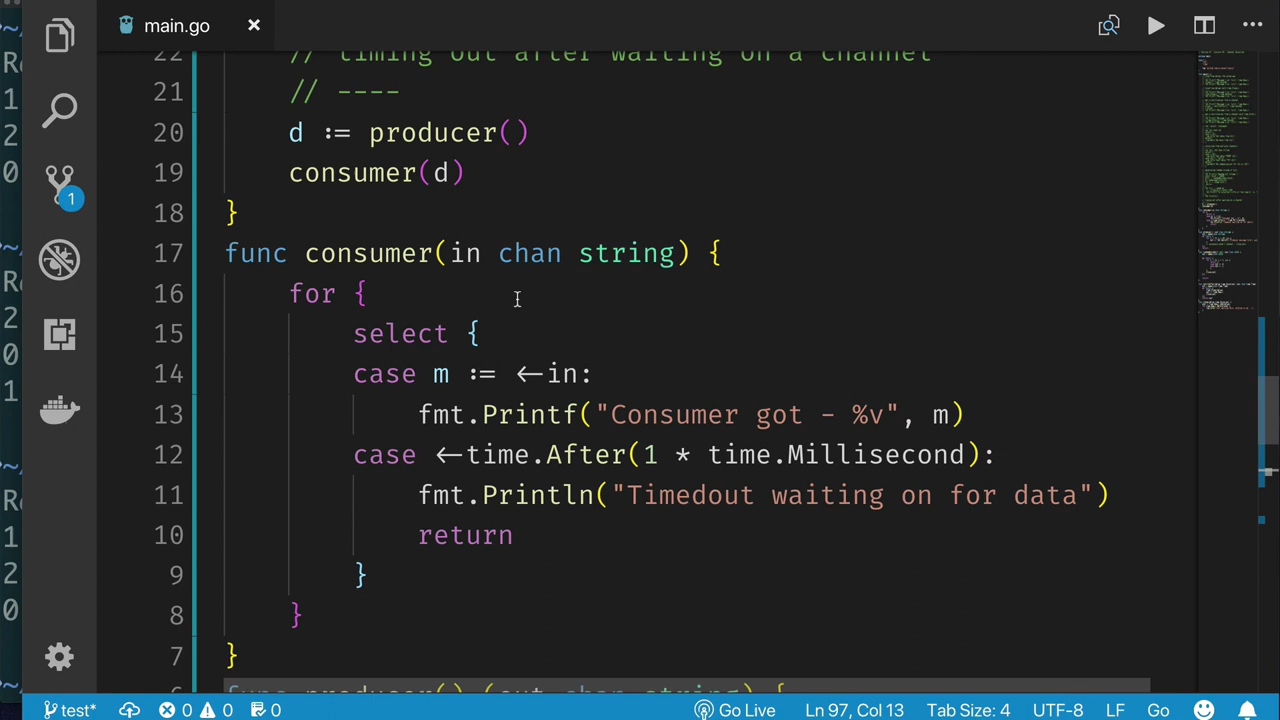 main.go
22 // timing out after waiting on a channel
21 // ----
20 d := producer()
19 consumer(d)
18 }
17 func consumer(in chan string) {
16 for {
15 select {
14 case m := <-in:
13 fmt.Printf("Consumer got - %v", m)
12 case <-time.After(1 * time.Millisecond):
11 fmt.Println("Timedout waiting on for data")
10 return
9 }
8 }
7 }
6 func producer() (out chan string) {
1
test* 0 0 0 Go Live Ln 97, Col 13 Tab Size: 4 UTF-8 LF Go